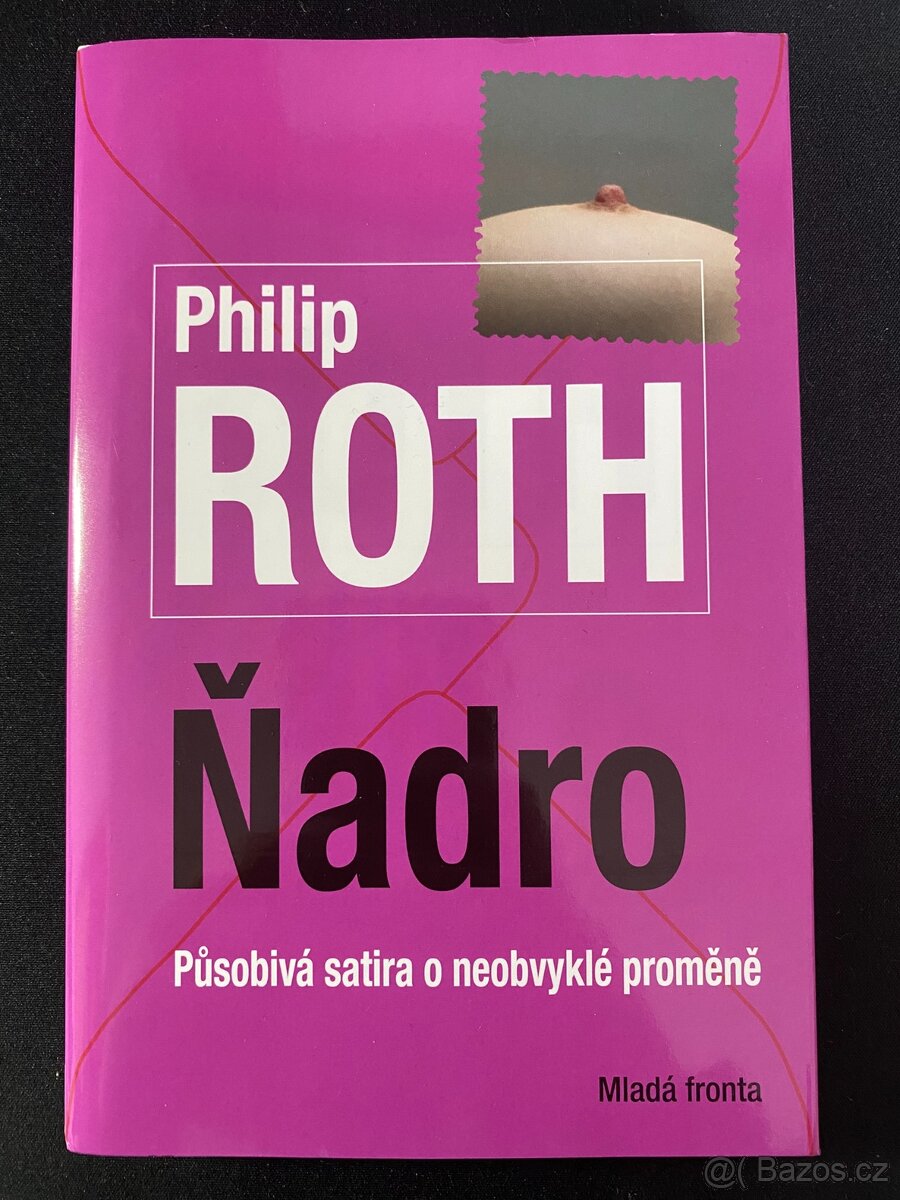 Philip
ROTH
Ňadro
Působivá satira o neobvyklé proměně
Mladá fronta
@( Bazos.cz